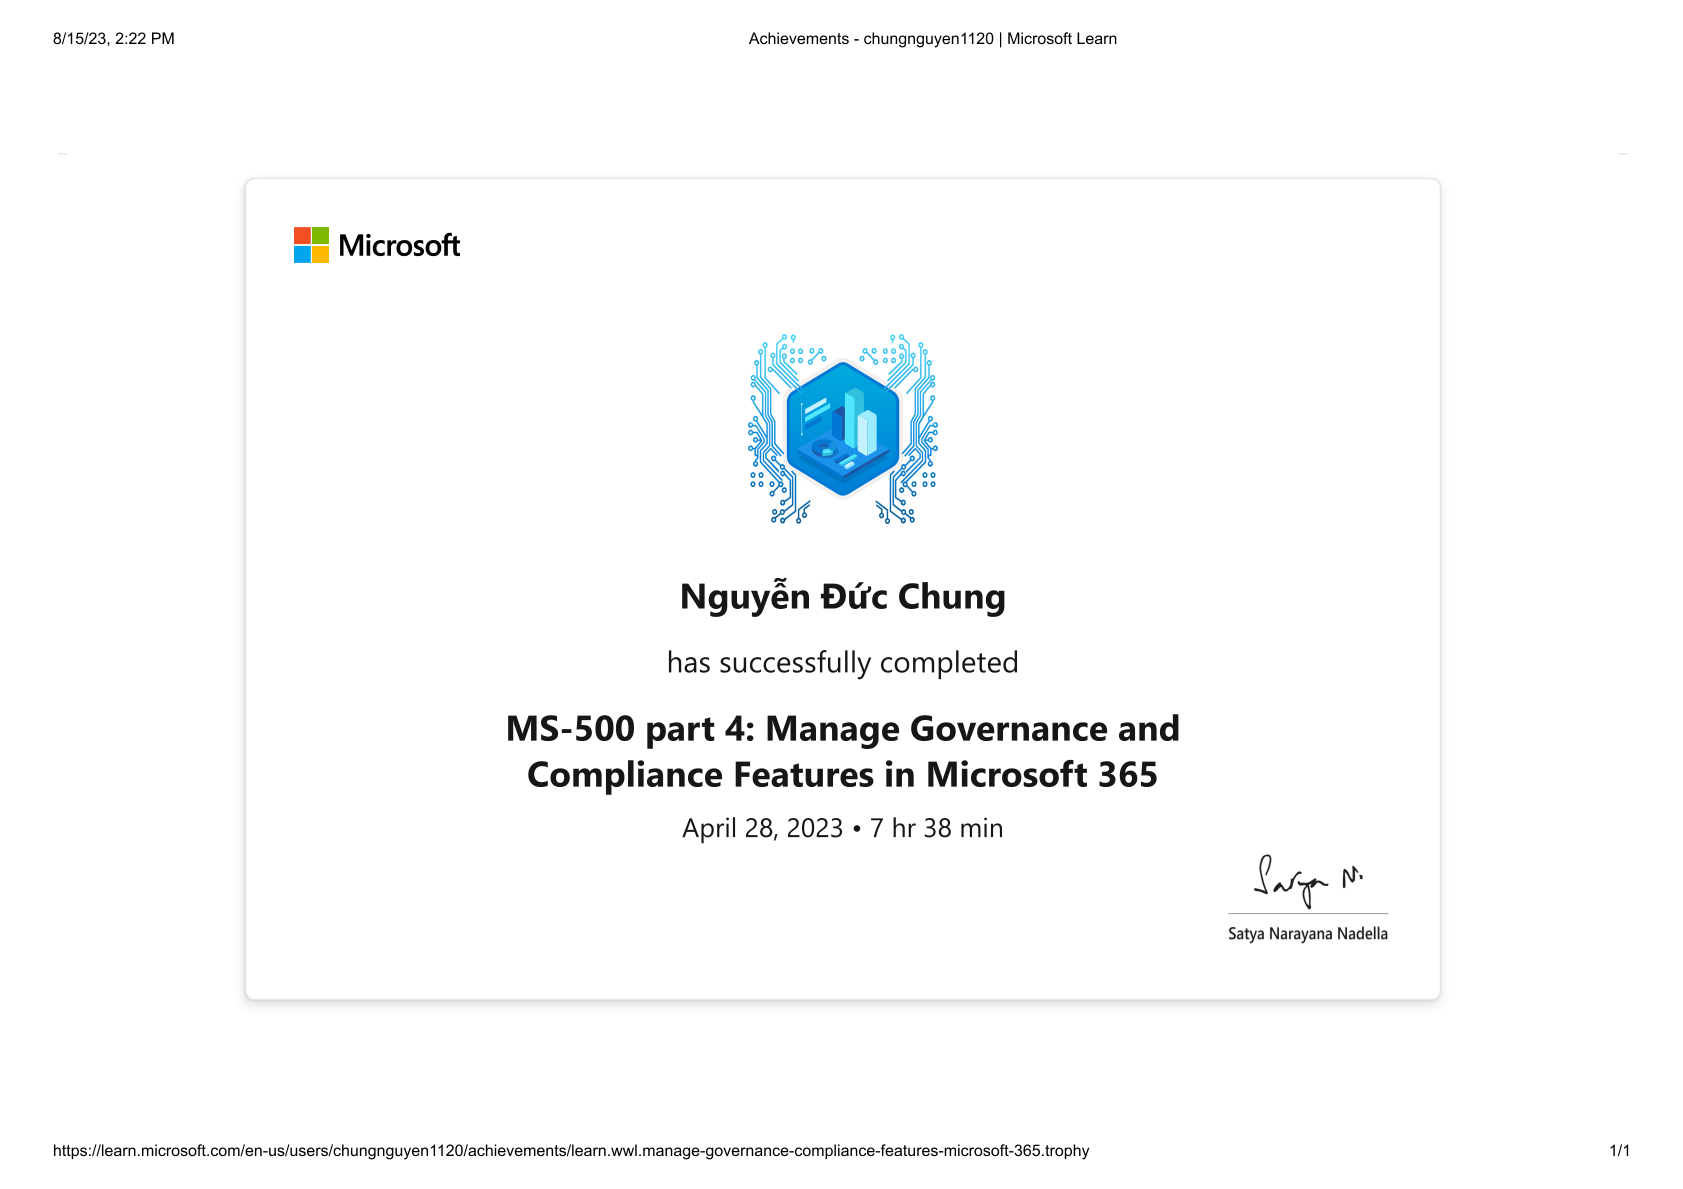 8/15/23, 2:22 PM
Achievements - chungnguyen1120 | Microsoft Learn
Microsoft
Nguyễn Đức Chung
has successfully completed
MS-500 part 4: Manage Governance and
Compliance Features in Microsoft 365
April 28, 2023 • 7 hr 38 min
Satya N.
Satya Narayana Nadella
https://learn.microsoft.com/en-us/users/chungnguyen1120/achievements/learn.wwl.manage-governance-compliance-features-microsoft-365.trophy
1/1